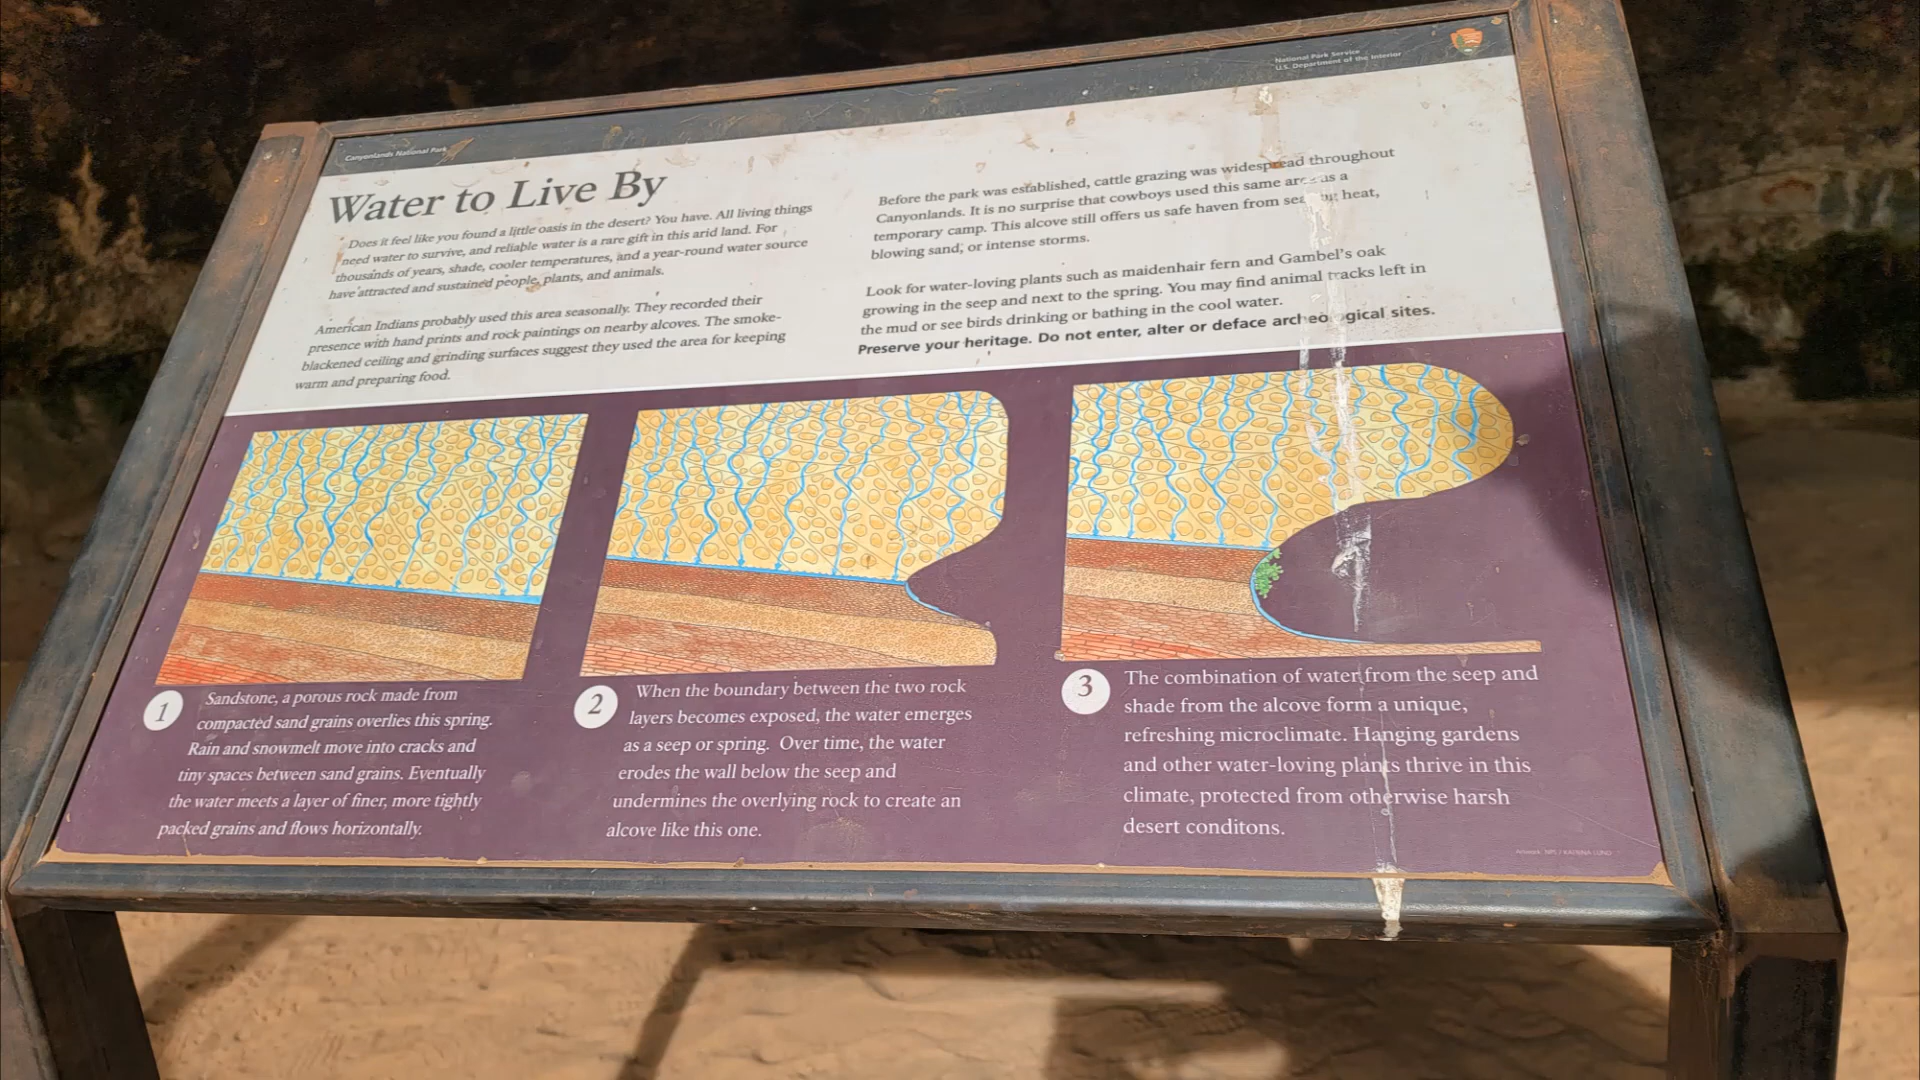 National Park Service
U.S. Department of the Interior
Canyonlands National Park
Water to Live By
Does it feel like you found a little oasis in the desert? You have. All living things
need water to survive, and reliable water is a rare gift in this arid land. For
thousands of years, shade, cooler temperatures, and a year-round water source
have attracted and sustained people, plants, and animals.
American Indians probably used this area seasonally. They recorded their
presence with hand prints and rock paintings on nearby alcoves. The smoke-
blackened ceiling and grinding surfaces suggest they used the area for keeping
warm and preparing food.
Before the park was established, cattle grazing was widespread throughout
Canyonlands. It is no surprise that cowboys used this same area as a
temporary camp. This alcove still offers us safe haven from heat,
blowing sand, or intense storms.
Look for water-loving plants such as maidenhair fern and Gambel's oak
growing in the seep and next to the spring. You may find animal tracks left in
the mud or see birds drinking or bathing in the cool water.
Preserve your heritage. Do not enter, alter or deface archeological sites.
1
Sandstone, a porous rock made from
compacted sand grains overlies this spring.
Rain and snowmelt move into cracks and
tiny spaces between sand grains. Eventually
the water meets a layer of finer, more tightly
packed grains and flows horizontally.
2
When the boundary between the two rock
layers becomes exposed, the water emerges
as a seep or spring. Over time, the water
erodes the wall below the seep and
undermines the overlying rock to create an
alcove like this one.
3
The combination of water from the seep and
shade from the alcove form a unique,
refreshing microclimate. Hanging gardens
and other water-loving plants thrive in this
climate, protected from otherwise harsh
desert conditons.